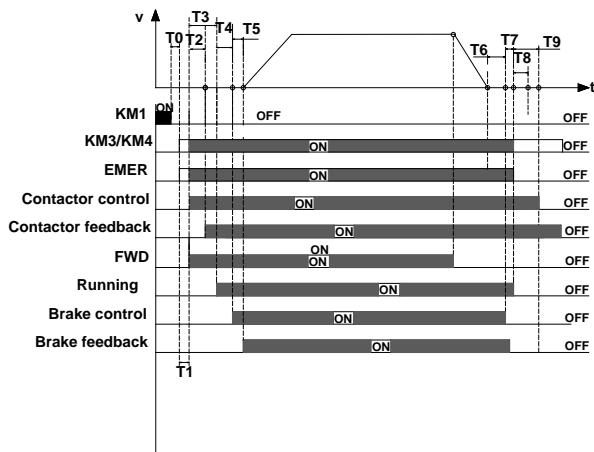 v
T0
T3
T2
T4
T5
T6
T7
T8
T9
t
KM1
ON
OFF
OFF
KM3/KM4
ON
OFF
EMER
ON
OFF
Contactor control
ON
OFF
Contactor feedback
ON
OFF
FWD
ON
ON
OFF
Running
ON
OFF
Brake control
ON
OFF
Brake feedback
ON
OFF
T1